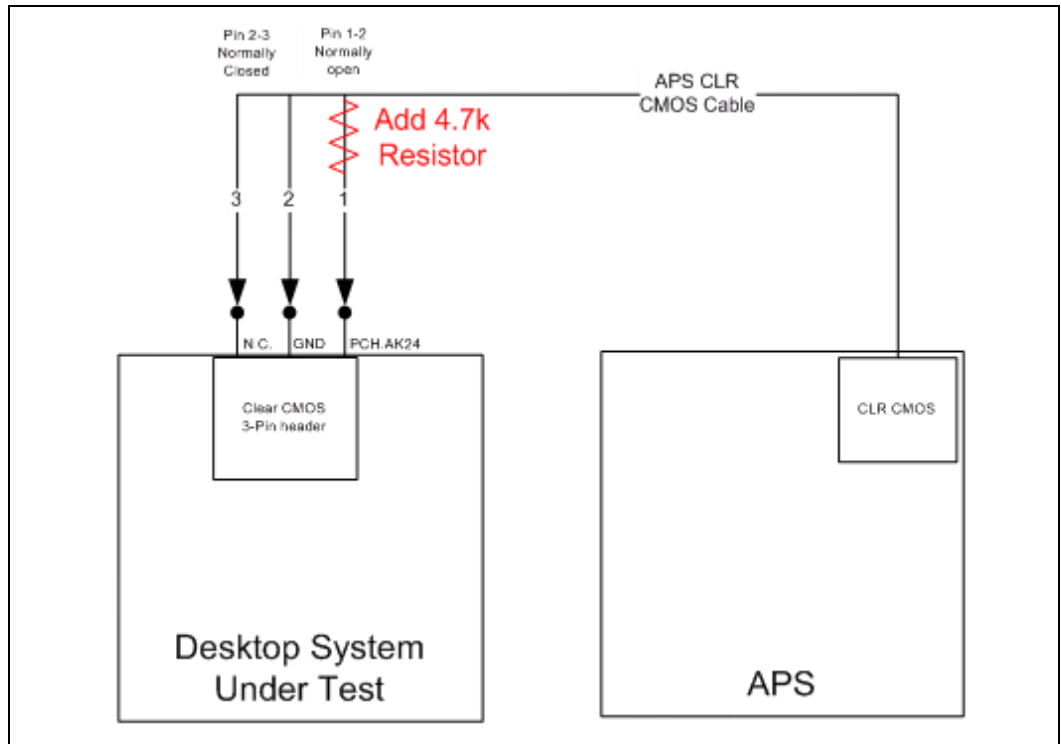 Pin 2-3
Normally
Closed
Pin 1-2
Normally
open
APS CLR
CMOS Cable
Add 4.7k
Resistor
3
2
1
N.C.
GND
PCH.AK24
Clear CMOS
3-Pin header
CLR CMOS
Desktop System
Under Test
APS